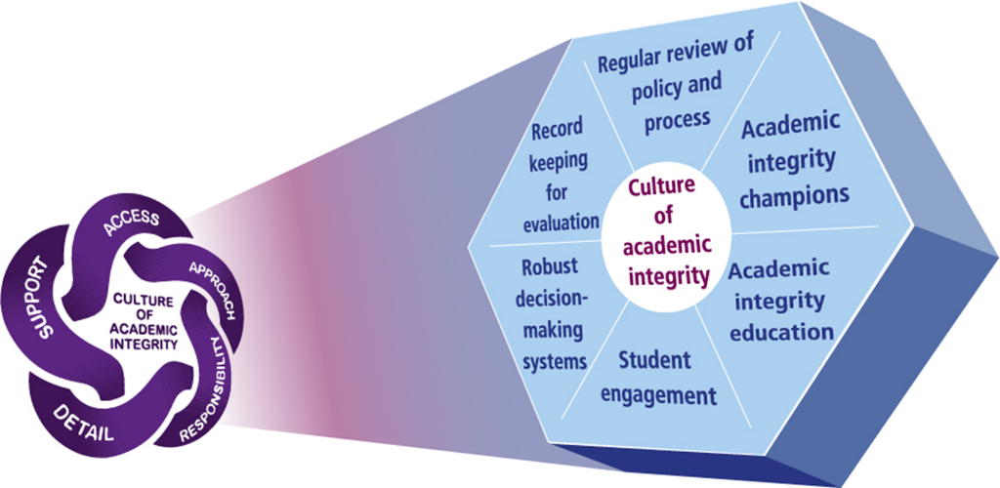 ACCESS
APPROACH
RESPONSIBILITY
DETAIL
SUPPORT
CULTURE
OF
ACADEMIC
INTEGRITY
Regular review of
policy and
process
Academic
integrity
champions
Academic
integrity
education
Student
engagement
Robust
decision-
making
systems
Record
keeping
for
evaluation
Culture
of
academic
integrity